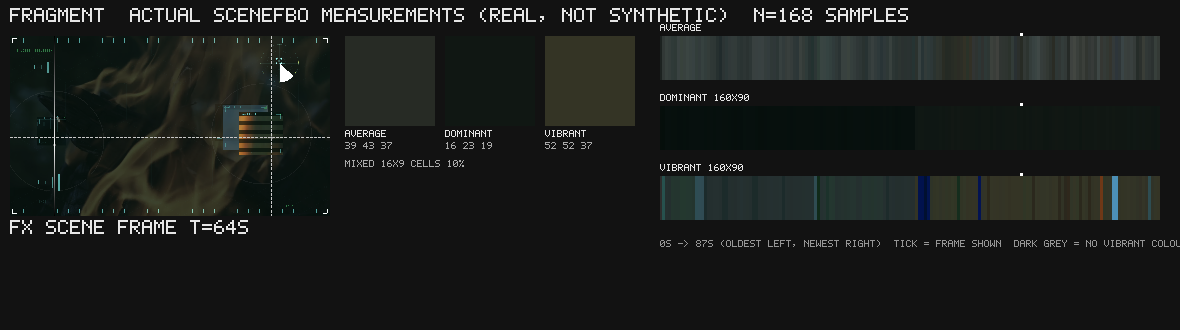 FRAGMENT  ACTUAL SCENEFBO MEASUREMENTS (REAL, NOT SYNTHETIC)  N=168 SAMPLES
AVERAGE
DOMINANT 160X90
VIBRANT 160X90
AVERAGE
39 43 37
DOMINANT
16 23 19
VIBRANT
52 52 37
MIXED 16X9 CELLS 10%
FX SCENE FRAME T=64S
0S -> 87S (OLDEST LEFT, NEWEST RIGHT)  TICK = FRAME SHOWN  DARK GREY = NO VIBRANT COLOU